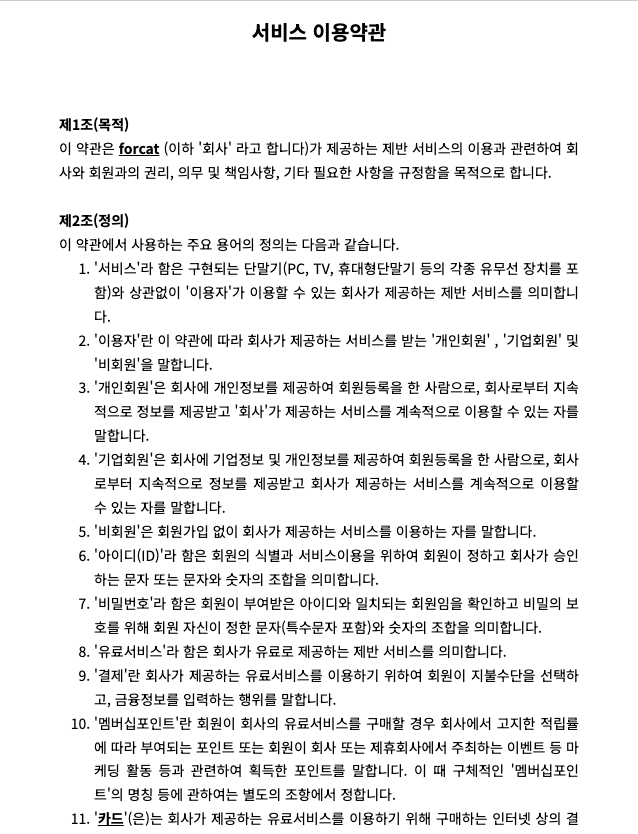 서비스 이용약관
제1조(목적)
이 약관은 forcat (이하 '회사' 라고 합니다)가 제공하는 제반 서비스의 이용과 관련하여 회
사와 회원과의 권리, 의무 및 책임사항, 기타 필요한 사항을 규정함을 목적으로 합니다.
제2조(정의)
이 약관에서 사용하는 주요 용어의 정의는 다음과 같습니다.
1. '서비스'라 함은 구현되는 단말기(PC, TV, 휴대형단말기 등의 각종 유무선 장치를 포
함)와 상관없이 '이용자'가 이용할 수 있는 회사가 제공하는 제반 서비스를 의미합니
다.
2. '이용자'란 이 약관에 따라 회사가 제공하는 서비스를 받는 '개인회원' , '기업회원' 및
'비회원'을 말합니다.
3. '개인회원'은 회사에 개인정보를 제공하여 회원등록을 한 사람으로, 회사로부터 지속
적으로 정보를 제공받고 '회사'가 제공하는 서비스를 계속적으로 이용할 수 있는 자를
말합니다.
4. '기업회원'은 회사에 기업정보 및 개인정보를 제공하여 회원등록을 한 사람으로, 회사
로부터 지속적으로 정보를 제공받고 회사가 제공하는 서비스를 계속적으로 이용할
수 있는 자를 말합니다.
5. '비회원'은 회원가입 없이 회사가 제공하는 서비스를 이용하는 자를 말합니다.
6. '아이디(ID)'라 함은 회원의 식별과 서비스이용을 위하여 회원이 정하고 회사가 승인
하는 문자 또는 문자와 숫자의 조합을 의미합니다.
7. '비밀번호'라 함은 회원이 부여받은 아이디와 일치되는 회원임을 확인하고 비밀의 보
호를 위해 회원 자신이 정한 문자(특수문자 포함)와 숫자의 조합을 의미합니다.
8. '유료서비스'라 함은 회사가 유료로 제공하는 제반 서비스를 의미합니다.
9. '결제'란 회사가 제공하는 유료서비스를 이용하기 위하여 회원이 지불수단을 선택하
고, 금융정보를 입력하는 행위를 말합니다.
10. '멤버십포인트'란 회원이 회사의 유료서비스를 구매할 경우 회사에서 고지한 적립률
에 따라 부여되는 포인트 또는 회원이 회사 또는 제휴회사에서 주최하는 이벤트 등 마
케딩 활동 등과 관련하여 획득한 포인트를 말합니다. 이 때 구체적인 '멤버십포인
트'의 명칭 등에 관하여는 별도의 조항에서 정합니다.
11. '카드'(은)는 회사가 제공하는 유료서비스를 이용하기 위해 구매하는 인터넷 상의 결